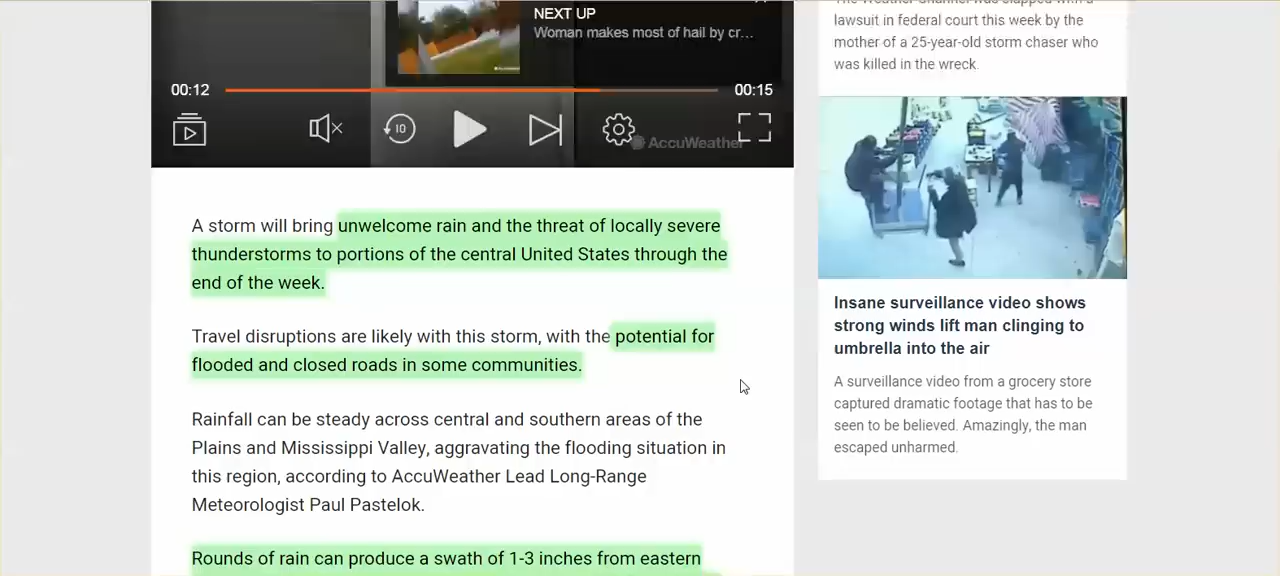 NEXT UP
Woman makes most of hail by cr...
00:12
00:15
10
AccuWeather
A storm will bring unwelcome rain and the threat of locally severe
thunderstorms to portions of the central United States through the
end of the week.
Travel disruptions are likely with this storm, with the potential for
flooded and closed roads in some communities.
Rainfall can be steady across central and southern areas of the
Plains and Mississippi Valley, aggravating the flooding situation in
this region, according to AccuWeather Lead Long-Range
Meteorologist Paul Pastelok.
Rounds of rain can produce a swath of 1-3 inches from eastern
lawsuit in federal court this week by the
mother of a 25-year-old storm chaser who
was killed in the wreck.
Insane surveillance video shows
strong winds lift man clinging to
umbrella into the air
A surveillance video from a grocery store
captured dramatic footage that has to be
seen to be believed. Amazingly, the man
escaped unharmed.